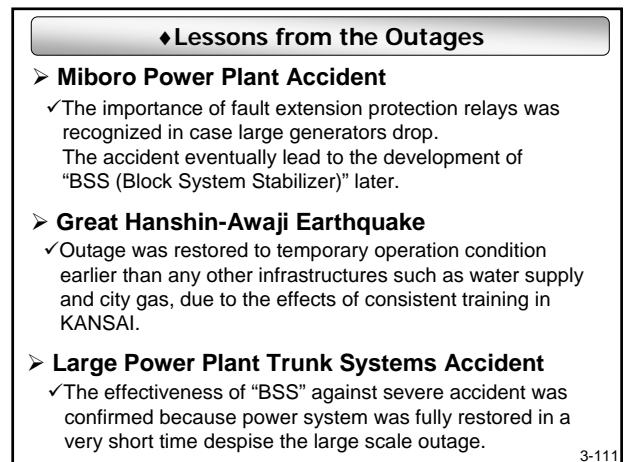 ♦Lessons from the Outages
➢ Miboro Power Plant Accident
✓The importance of fault extension protection relays was
recognized in case large generators drop.
The accident eventually lead to the development of
“BSS (Block System Stabilizer)” later.
➢ Great Hanshin-Awaji Earthquake
✓Outage was restored to temporary operation condition
earlier than any other infrastructures such as water supply
and city gas, due to the effects of consistent training in
KANSAI.
➢ Large Power Plant Trunk Systems Accident
✓The effectiveness of “BSS” against severe accident was
confirmed because power system was fully restored in a
very short time despise the large scale outage.
3-111